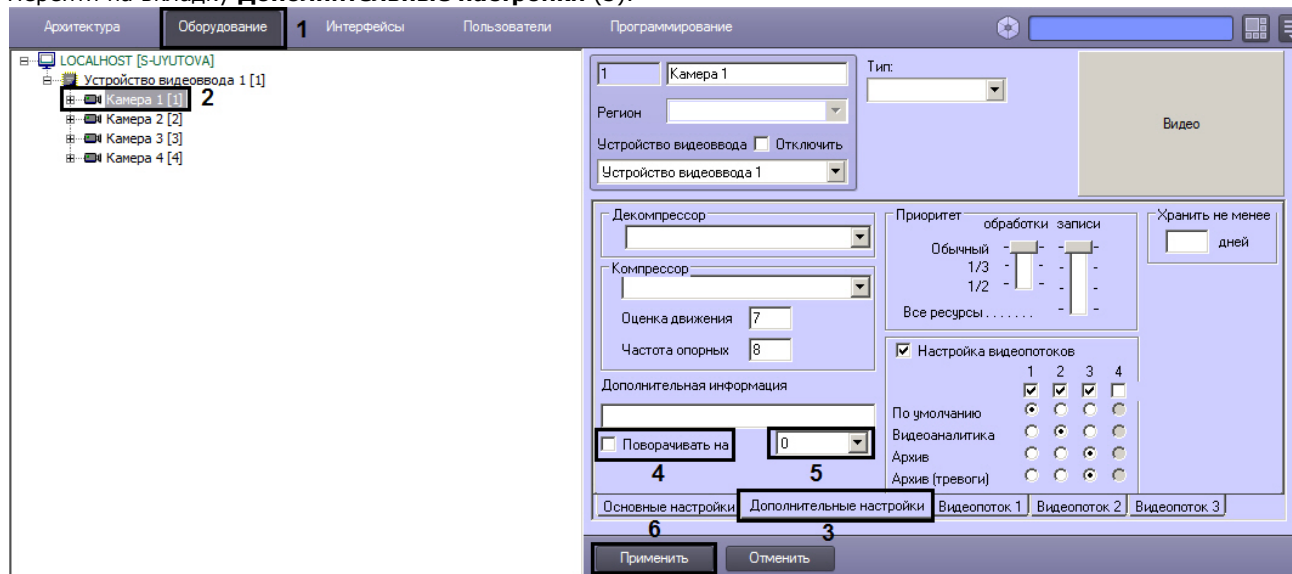 Перейти на вкладку Дополнительные настройки (3).
Архитектура Оборудование 1 Интерфейсы Пользователи Программирование
LOCALHOST [S-UYUTOVA]
Устройство видеоввода 1 [1]
Камера 1 [1] 2
Камера 2 [2]
Камера 3 [3]
Камера 4 [4]
1 Камера 1 Тип:
Регион
Видео
Устройство видеоввода Отключить
Устройство видеоввода 1
Декомпрессор
Компрессор
Оценка движения 7
Частота опорных 8
Дополнительная информация
Поворачивать на 0
4 5
Приоритет
обработки записи
Обычный
1/3
1/2
Все ресурсы . . . . . . .
Хранить не менее
дней
Настройка видеопотоков
1 2 3 4
По умолчанию
Видеоаналитика
Архив
Архив (тревоги)
Основные настройки Дополнительные настройки Видеопоток 1 Видеопоток 2 Видеопоток 3
6 3
Применить Отменить